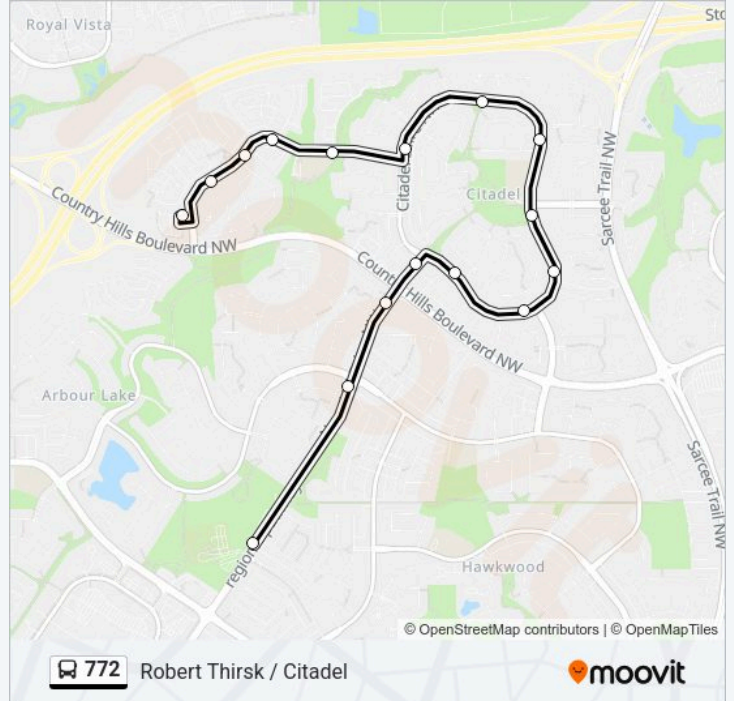 Royal Vista
Sto
Citadel
Citadel
Sarcee Trail NW
Country Hills Boulevard NW
Country Hills Boulevard NW
Arbour Lake
Sarcee Trail NW
Hawkwood
region
© OpenStreetMap contributors | © OpenMapTiles
772 Robert Thirsk / Citadel
moovit